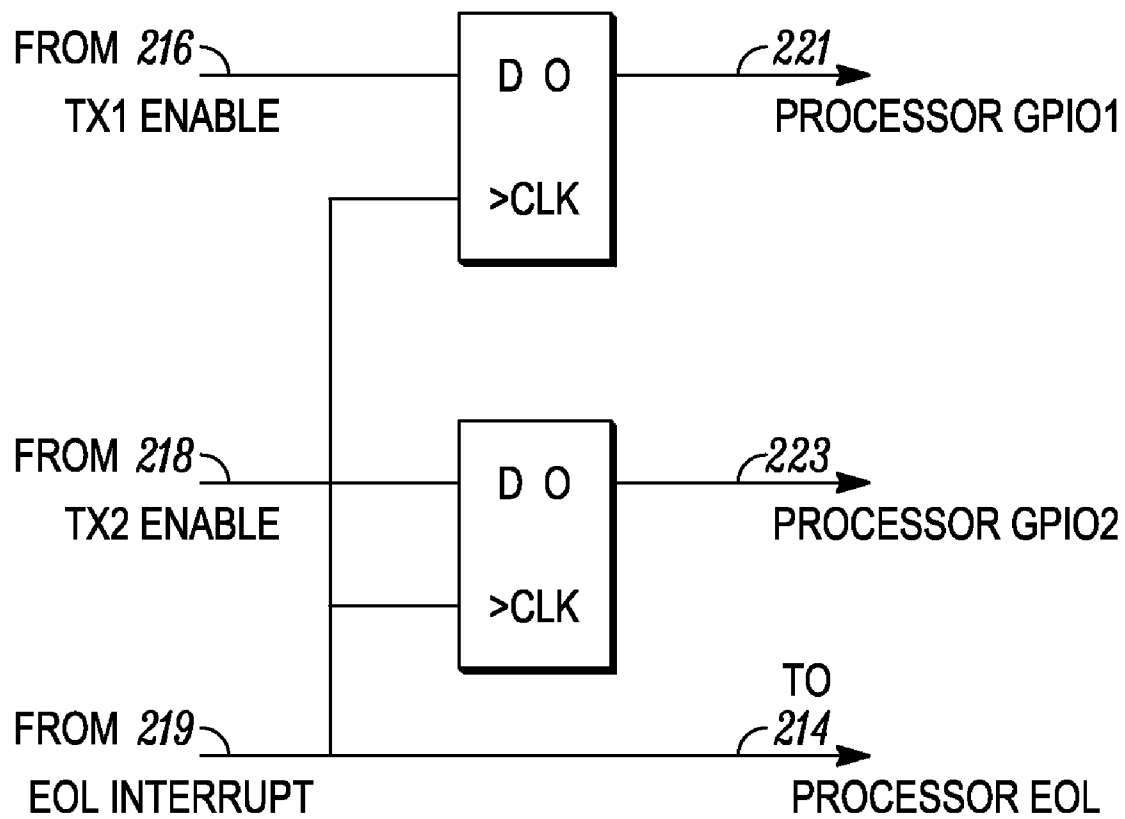 FROM 216
TX1 ENABLE
D O
>CLK
221
PROCESSOR GPIO1
FROM 218
TX2 ENABLE
D O
>CLK
223
PROCESSOR GPIO2
FROM 219
EOL INTERRUPT
TO
214
PROCESSOR EOL